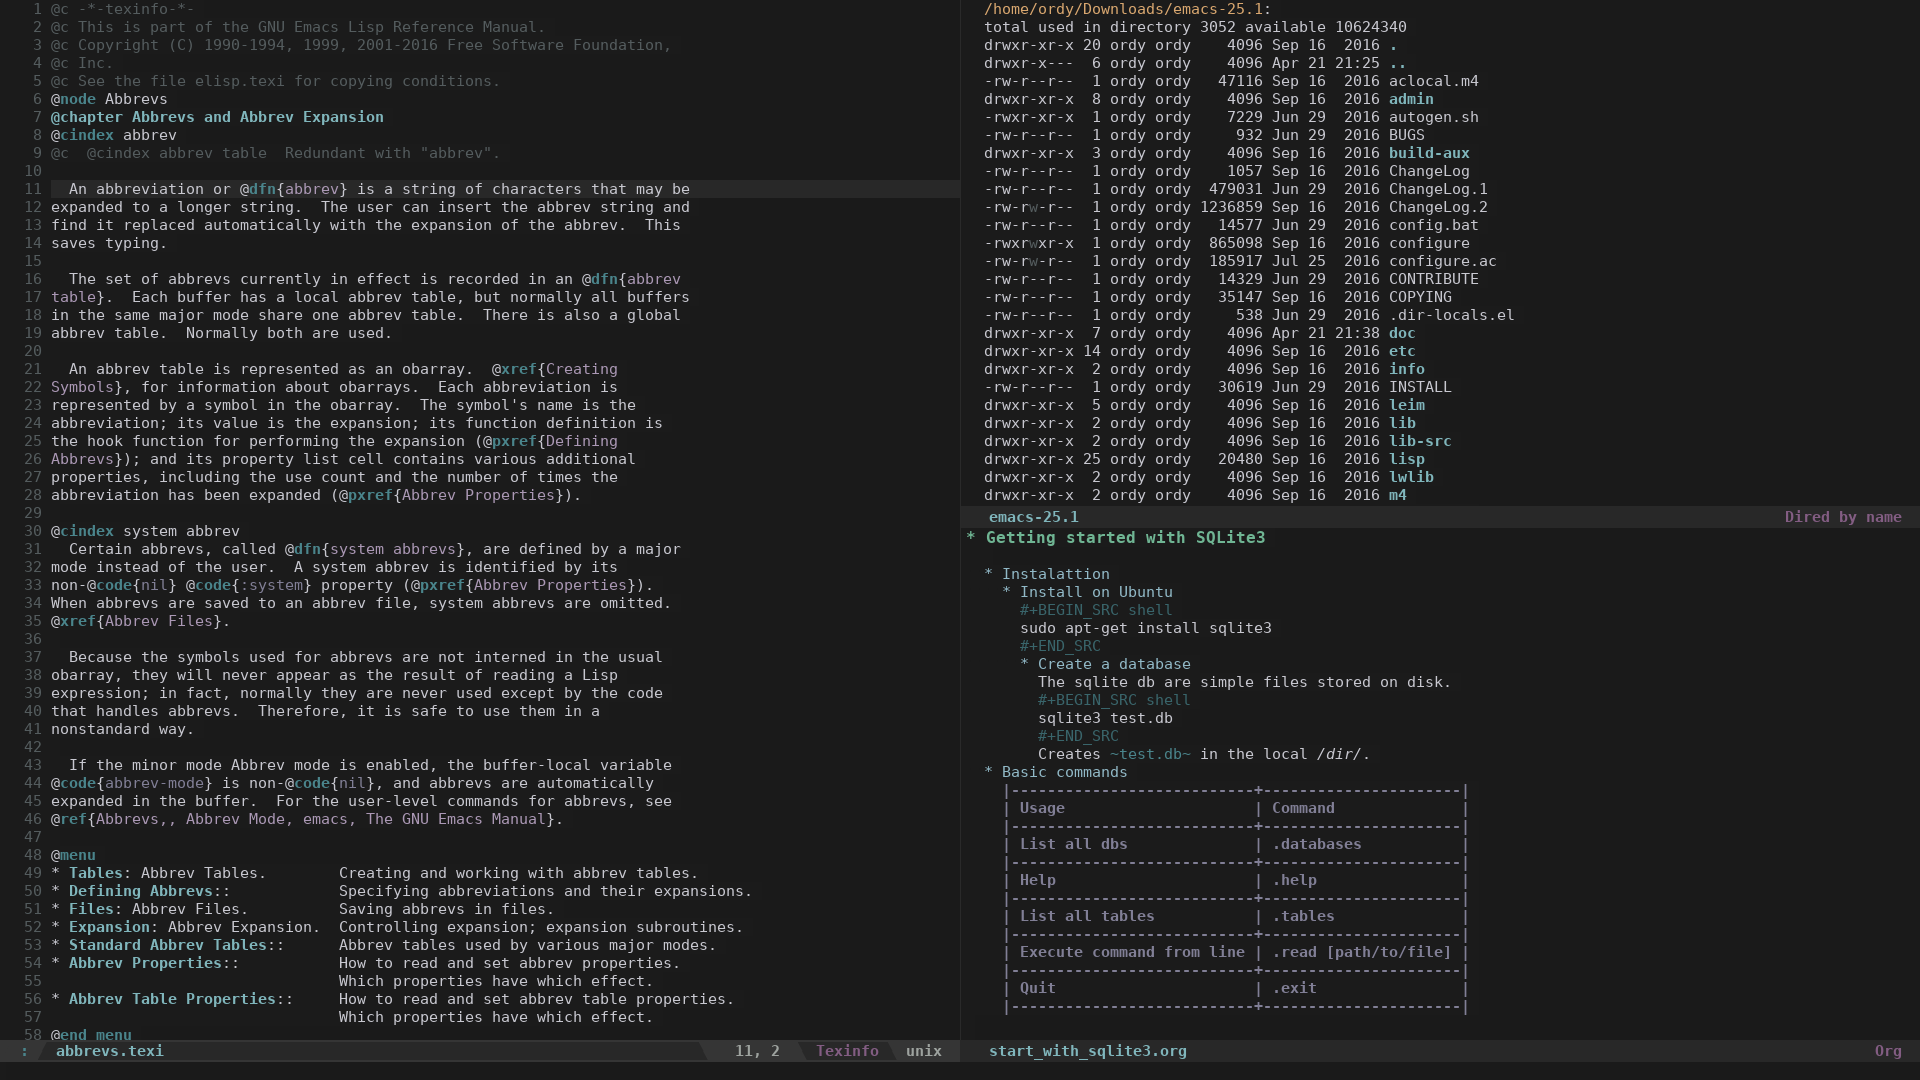 1 @c -*-texinfo-*-
2 @c This is part of the GNU Emacs Lisp Reference Manual.
3 @c Copyright (C) 1990-1994, 1999, 2001-2016 Free Software Foundation,
4 @c Inc.
5 @c See the file elisp.texi for copying conditions.
6 @node Abbrevs
7 @chapter Abbrevs and Abbrev Expansion
8 @cindex abbrev
9 @c  @cindex abbrev table  Redundant with "abbrev".
10
11   An abbreviation or @dfn{abbrev} is a string of characters that may be
12 expanded to a longer string.  The user can insert the abbrev string and
13 find it replaced automatically with the expansion of the abbrev.  This
14 saves typing.
15
16   The set of abbrevs currently in effect is recorded in an @dfn{abbrev
17 table}.  Each buffer has a local abbrev table, but normally all buffers
18 in the same major mode share one abbrev table.  There is also a global
19 abbrev table.  Normally both are used.
20
21   An abbrev table is represented as an obarray.  @xref{Creating
22 Symbols}, for information about obarrays.  Each abbreviation is
23 represented by a symbol in the obarray.  The symbol's name is the
24 abbreviation; its value is the expansion; its function definition is
25 the hook function for performing the expansion (@pxref{Defining
26 Abbrevs}); and its property list cell contains various additional
27 properties, including the use count and the number of times the
28 abbreviation has been expanded (@pxref{Abbrev Properties}).
29
30 @cindex system abbrev
31   Certain abbrevs, called @dfn{system abbrevs}, are defined by a major
32 mode instead of the user.  A system abbrev is identified by its
33 non-@code{nil} @code{:system} property (@pxref{Abbrev Properties}).
34 When abbrevs are saved to an abbrev file, system abbrevs are omitted.
35 @xref{Abbrev Files}.
36
37   Because the symbols used for abbrevs are not interned in the usual
38 obarray, they will never appear as the result of reading a Lisp
39 expression; in fact, normally they are never used except by the code
40 that handles abbrevs.  Therefore, it is safe to use them in a
41 nonstandard way.
42
43   If the minor mode Abbrev mode is enabled, the buffer-local variable
44 @code{abbrev-mode} is non-@code{nil}, and abbrevs are automatically
45 expanded in the buffer.  For the user-level commands for abbrevs, see
46 @ref{Abbrevs,, Abbrev Mode, emacs, The GNU Emacs Manual}.
47
48 @menu
49 * Tables: Abbrev Tables.        Creating and working with abbrev tables.
50 * Defining Abbrevs::            Specifying abbreviations and their expansions.
51 * Files: Abbrev Files.          Saving abbrevs in files.
52 * Expansion: Abbrev Expansion.  Controlling expansion; expansion subroutines.
53 * Standard Abbrev Tables::      Abbrev tables used by various major modes.
54 * Abbrev Properties::           How to read and set abbrev properties.
55                                 Which properties have which effect.
56 * Abbrev Table Properties::     How to read and set abbrev table properties.
57                                 Which properties have which effect.
58 @end menu
: abbrevs.texi 11, 2 Texinfo unix
/home/ordy/Downloads/emacs-25.1:
total used in directory 3052 available 10624340
drwxr-xr-x 20 ordy ordy    4096 Sep 16  2016 .
drwxr-x---  6 ordy ordy    4096 Apr 21 21:25 ..
-rw-r--r--  1 ordy ordy   47116 Sep 16  2016 aclocal.m4
drwxr-xr-x  8 ordy ordy    4096 Sep 16  2016 admin
-rwxr-xr-x  1 ordy ordy    7229 Jun 29  2016 autogen.sh
-rw-r--r--  1 ordy ordy     932 Jun 29  2016 BUGS
drwxr-xr-x  3 ordy ordy    4096 Sep 16  2016 build-aux
-rw-r--r--  1 ordy ordy    1057 Sep 16  2016 ChangeLog
-rw-r--r--  1 ordy ordy  479031 Jun 29  2016 ChangeLog.1
-rw-rw-r--  1 ordy ordy 1236859 Sep 16  2016 ChangeLog.2
-rw-r--r--  1 ordy ordy   14577 Jun 29  2016 config.bat
-rwxrwxr-x  1 ordy ordy  865098 Sep 16  2016 configure
-rw-rw-r--  1 ordy ordy  185917 Jul 25  2016 configure.ac
-rw-r--r--  1 ordy ordy   14329 Jun 29  2016 CONTRIBUTE
-rw-r--r--  1 ordy ordy   35147 Sep 16  2016 COPYING
-rw-r--r--  1 ordy ordy     538 Jun 29  2016 .dir-locals.el
drwxr-xr-x  7 ordy ordy    4096 Apr 21 21:38 doc
drwxr-xr-x 14 ordy ordy    4096 Sep 16  2016 etc
drwxr-xr-x  2 ordy ordy    4096 Sep 16  2016 info
-rw-r--r--  1 ordy ordy   30619 Jun 29  2016 INSTALL
drwxr-xr-x  5 ordy ordy    4096 Sep 16  2016 leim
drwxr-xr-x  2 ordy ordy    4096 Sep 16  2016 lib
drwxr-xr-x  2 ordy ordy    4096 Sep 16  2016 lib-src
drwxr-xr-x 25 ordy ordy   20480 Sep 16  2016 lisp
drwxr-xr-x  2 ordy ordy    4096 Sep 16  2016 lwlib
drwxr-xr-x  2 ordy ordy    4096 Sep 16  2016 m4
emacs-25.1 Dired by name
* Getting started with SQLite3

  * Instalattion
    * Install on Ubuntu
      #+BEGIN_SRC shell
      sudo apt-get install sqlite3
      #+END_SRC
      * Create a database
        The sqlite db are simple files stored on disk.
        #+BEGIN_SRC shell
        sqlite3 test.db
        #+END_SRC
        Creates ~test.db~ in the local /dir/.
  * Basic commands
    |---------------------------+----------------------|
    | Usage                     | Command              |
    |---------------------------+----------------------|
    | List all dbs              | .databases           |
    |---------------------------+----------------------|
    | Help                      | .help                |
    |---------------------------+----------------------|
    | List all tables           | .tables              |
    |---------------------------+----------------------|
    | Execute command from line | .read [path/to/file] |
    |---------------------------+----------------------|
    | Quit                      | .exit                |
    |---------------------------+----------------------|
start_with_sqlite3.org Org